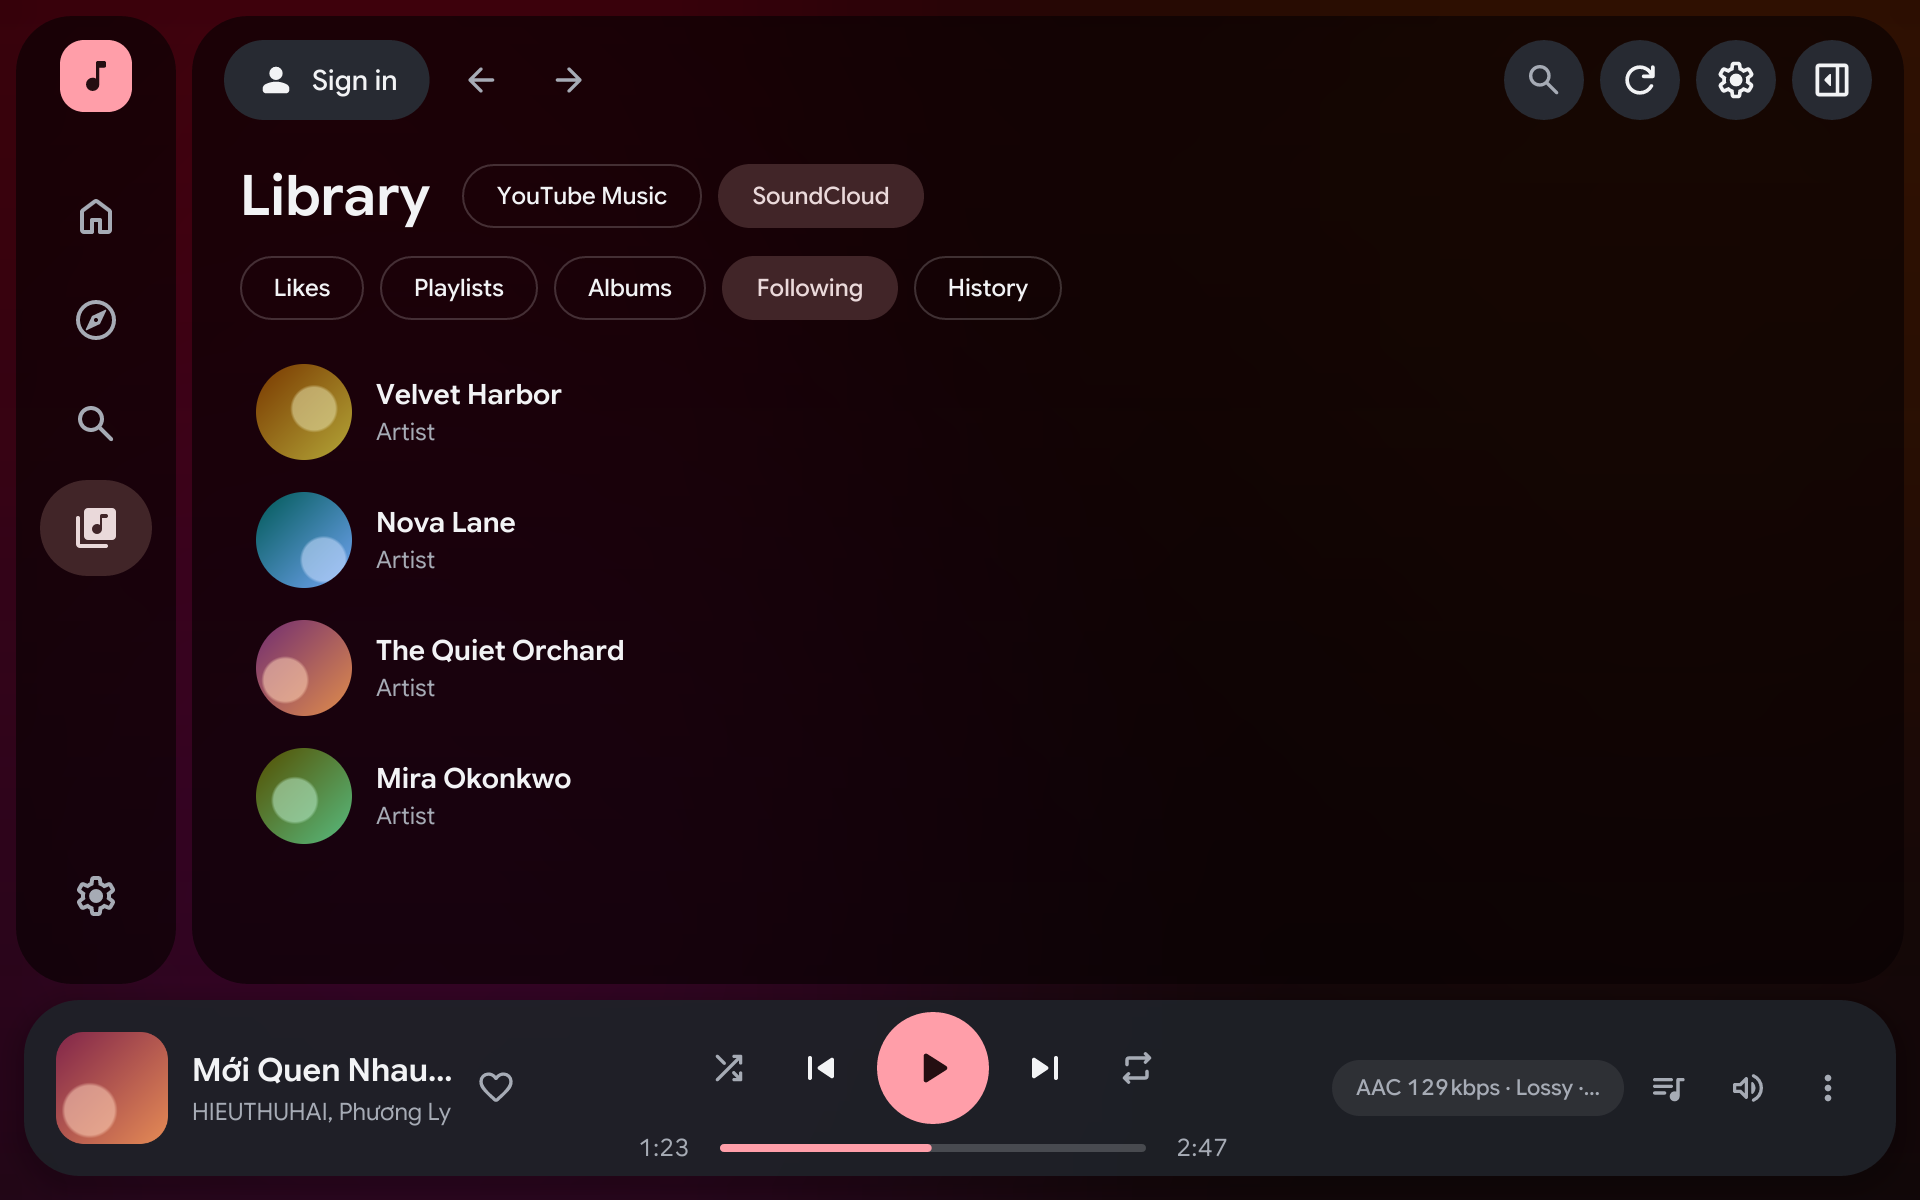 Sign in
Library
YouTube Music
SoundCloud
Likes
Playlists
Albums
Following
History
Velvet Harbor
Artist
Nova Lane
Artist
The Quiet Orchard
Artist
Mira Okonkwo
Artist
Mới Quen Nhau...
HIEUTHUHAI, Phương Ly
1:23
2:47
AAC 129kbps · Lossy ·...